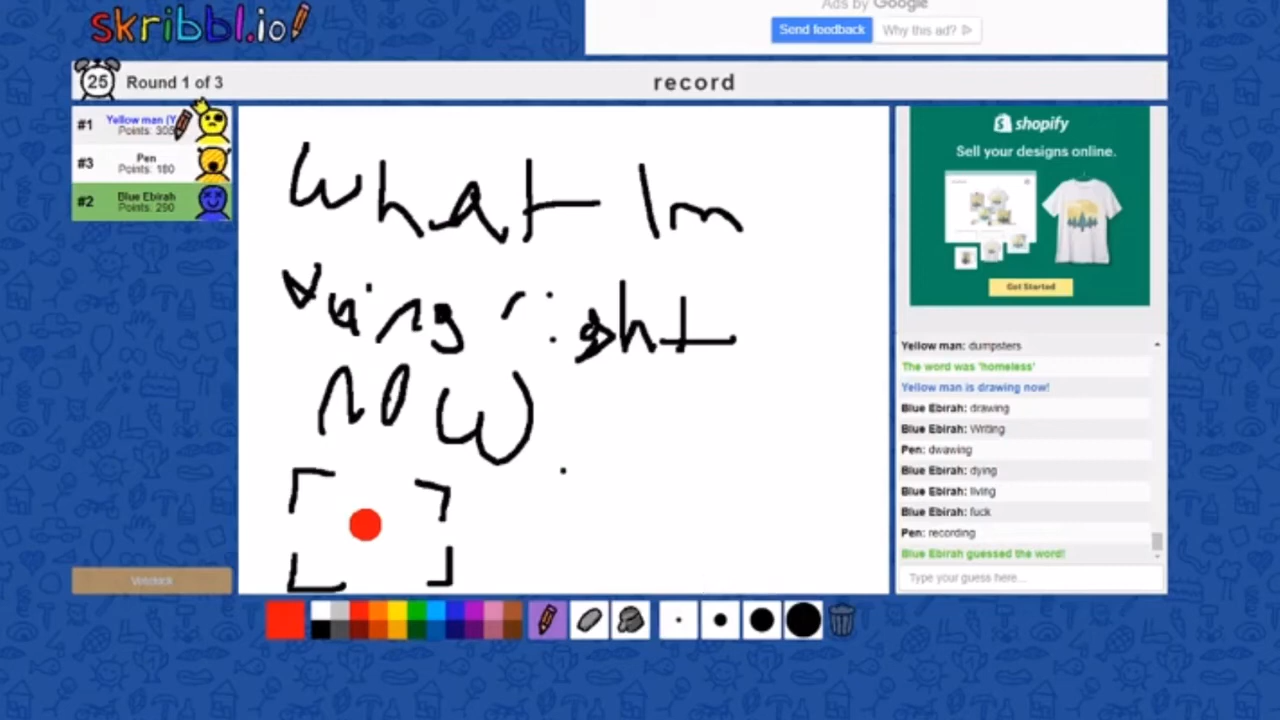 skribbl.io
Ads by Google
Send feedback
Why this ad?
25
Round 1 of 3
record
#1
Yellow man (Y
Points: 305
#3
Pen
Points: 180
#2
Blue Ebirah
Points: 290
What Im
right
now.
shopify
Sell your designs online.
Get Started
Yellow man: dumpsters
The word was 'homeless'
Yellow man is drawing now!
Blue Ebirah: drawing
Blue Ebirah: Writing
Pen: dwawing
Blue Ebirah: dying
Blue Ebirah: living
Blue Ebirah: fuck
Pen: recording
Blue Ebirah guessed the word!
Type your guess here...
Votekick